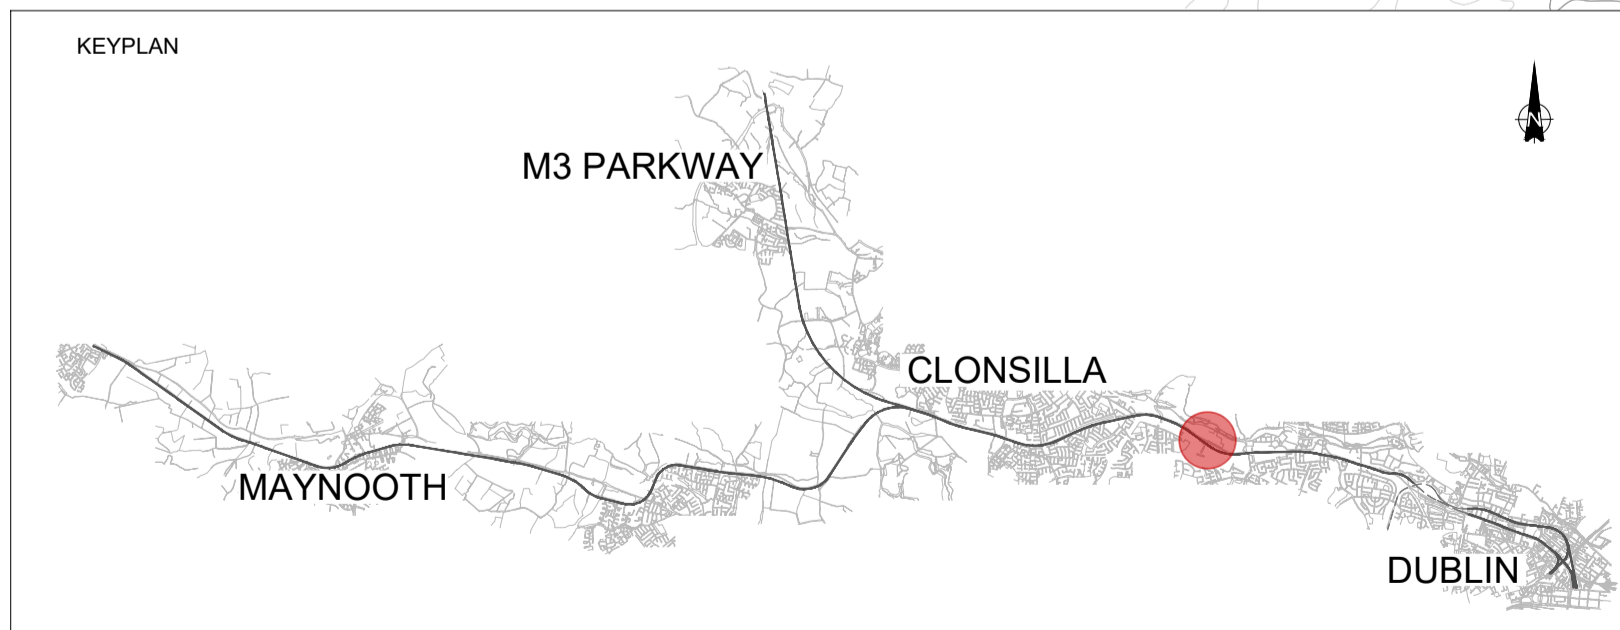 KEYPLAN
N
M3 PARKWAY
CLONSILLA
MAYNOOTH
DUBLIN